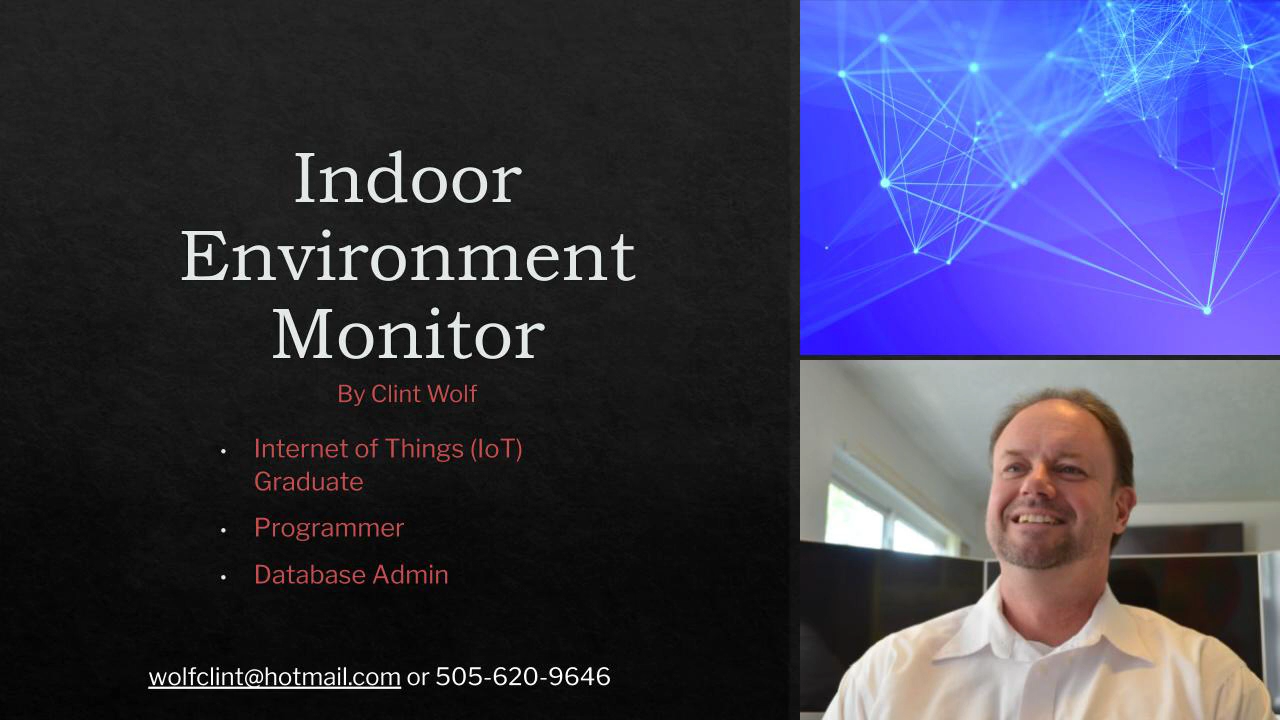 Indoor
Environment
Monitor
By Clint Wolf
• Internet of Things (IoT)
Graduate
• Programmer
• Database Admin
wolfclint@hotmail.com or 505-620-9646